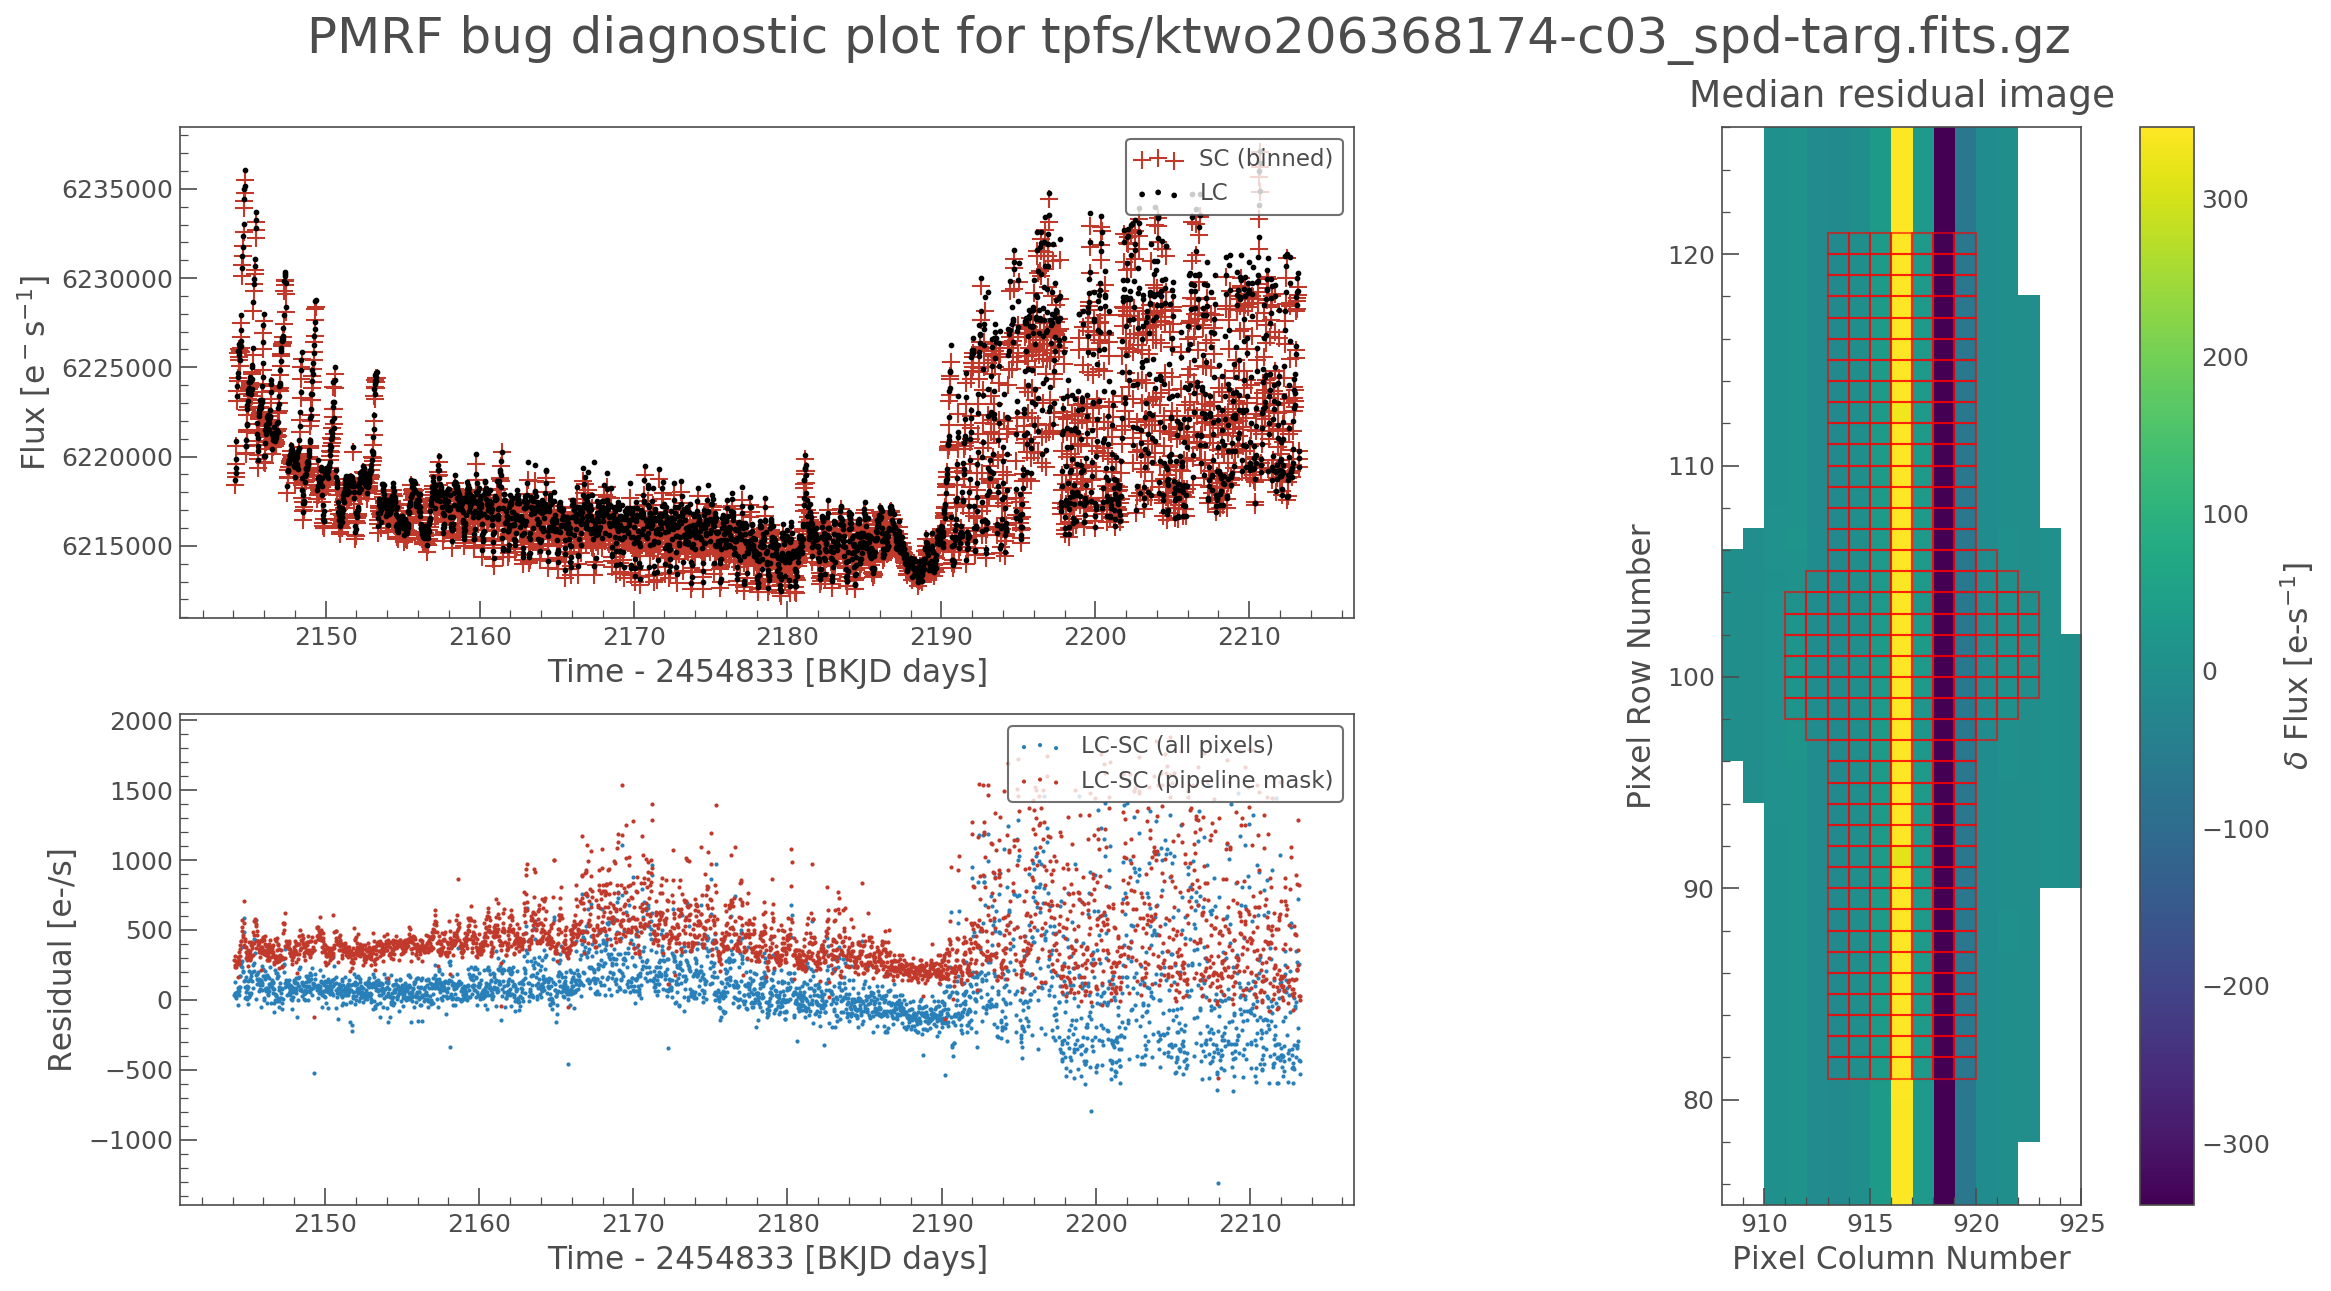 PMRF bug diagnostic plot for tpfs/ktwo206368174-c03_spd-targ.fits.gz
Flux [e⁻ s⁻¹]
6235000
6230000
6225000
6220000
6215000
SC (binned)
LC
2150 2160 2170 2180 2190 2200 2210
Time - 2454833 [BKJD days]
Residual [e-/s]
2000
1500
1000
500
0
−500
−1000
LC-SC (all pixels)
LC-SC (pipeline mask)
2150 2160 2170 2180 2190 2200 2210
Time - 2454833 [BKJD days]
Median residual image
Pixel Row Number
120
110
100
90
80
910 915 920 925
Pixel Column Number
300
200
100
0
−100
−200
−300
δ Flux [e-s⁻¹]